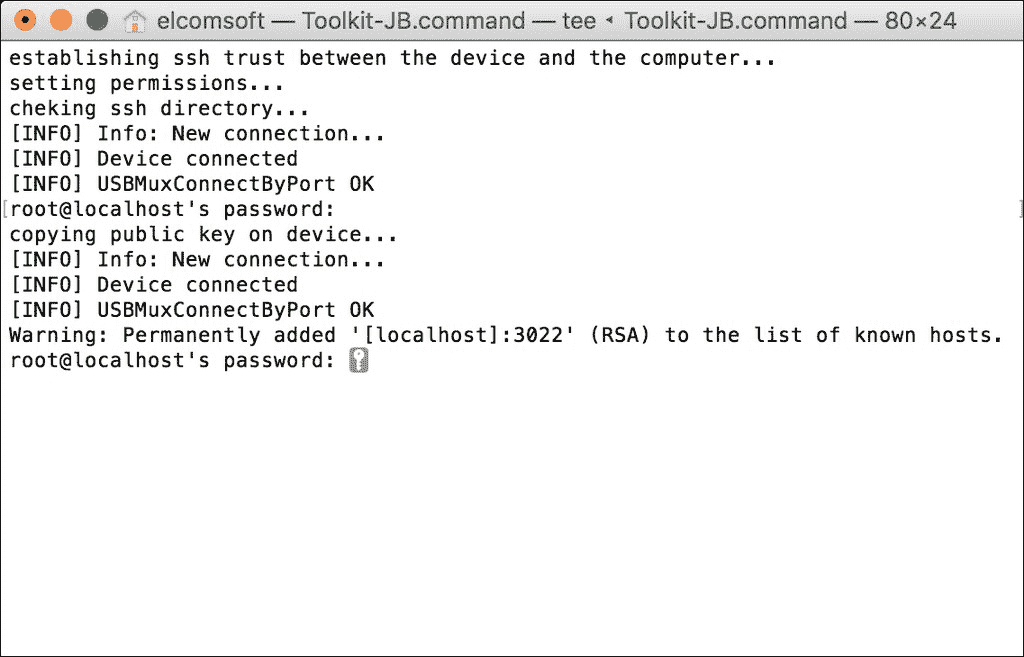 elcomsoft — Toolkit-JB.command — tee ◂ Toolkit-JB.command — 80×24
establishing ssh trust between the device and the computer...
setting permissions...
cheking ssh directory...
[INFO] Info: New connection...
[INFO] Device connected
[INFO] USBMuxConnectByPort OK
root@localhost's password:
copying public key on device...
[INFO] Info: New connection...
[INFO] Device connected
[INFO] USBMuxConnectByPort OK
Warning: Permanently added '[localhost]:3022' (RSA) to the list of known hosts.
root@localhost's password: